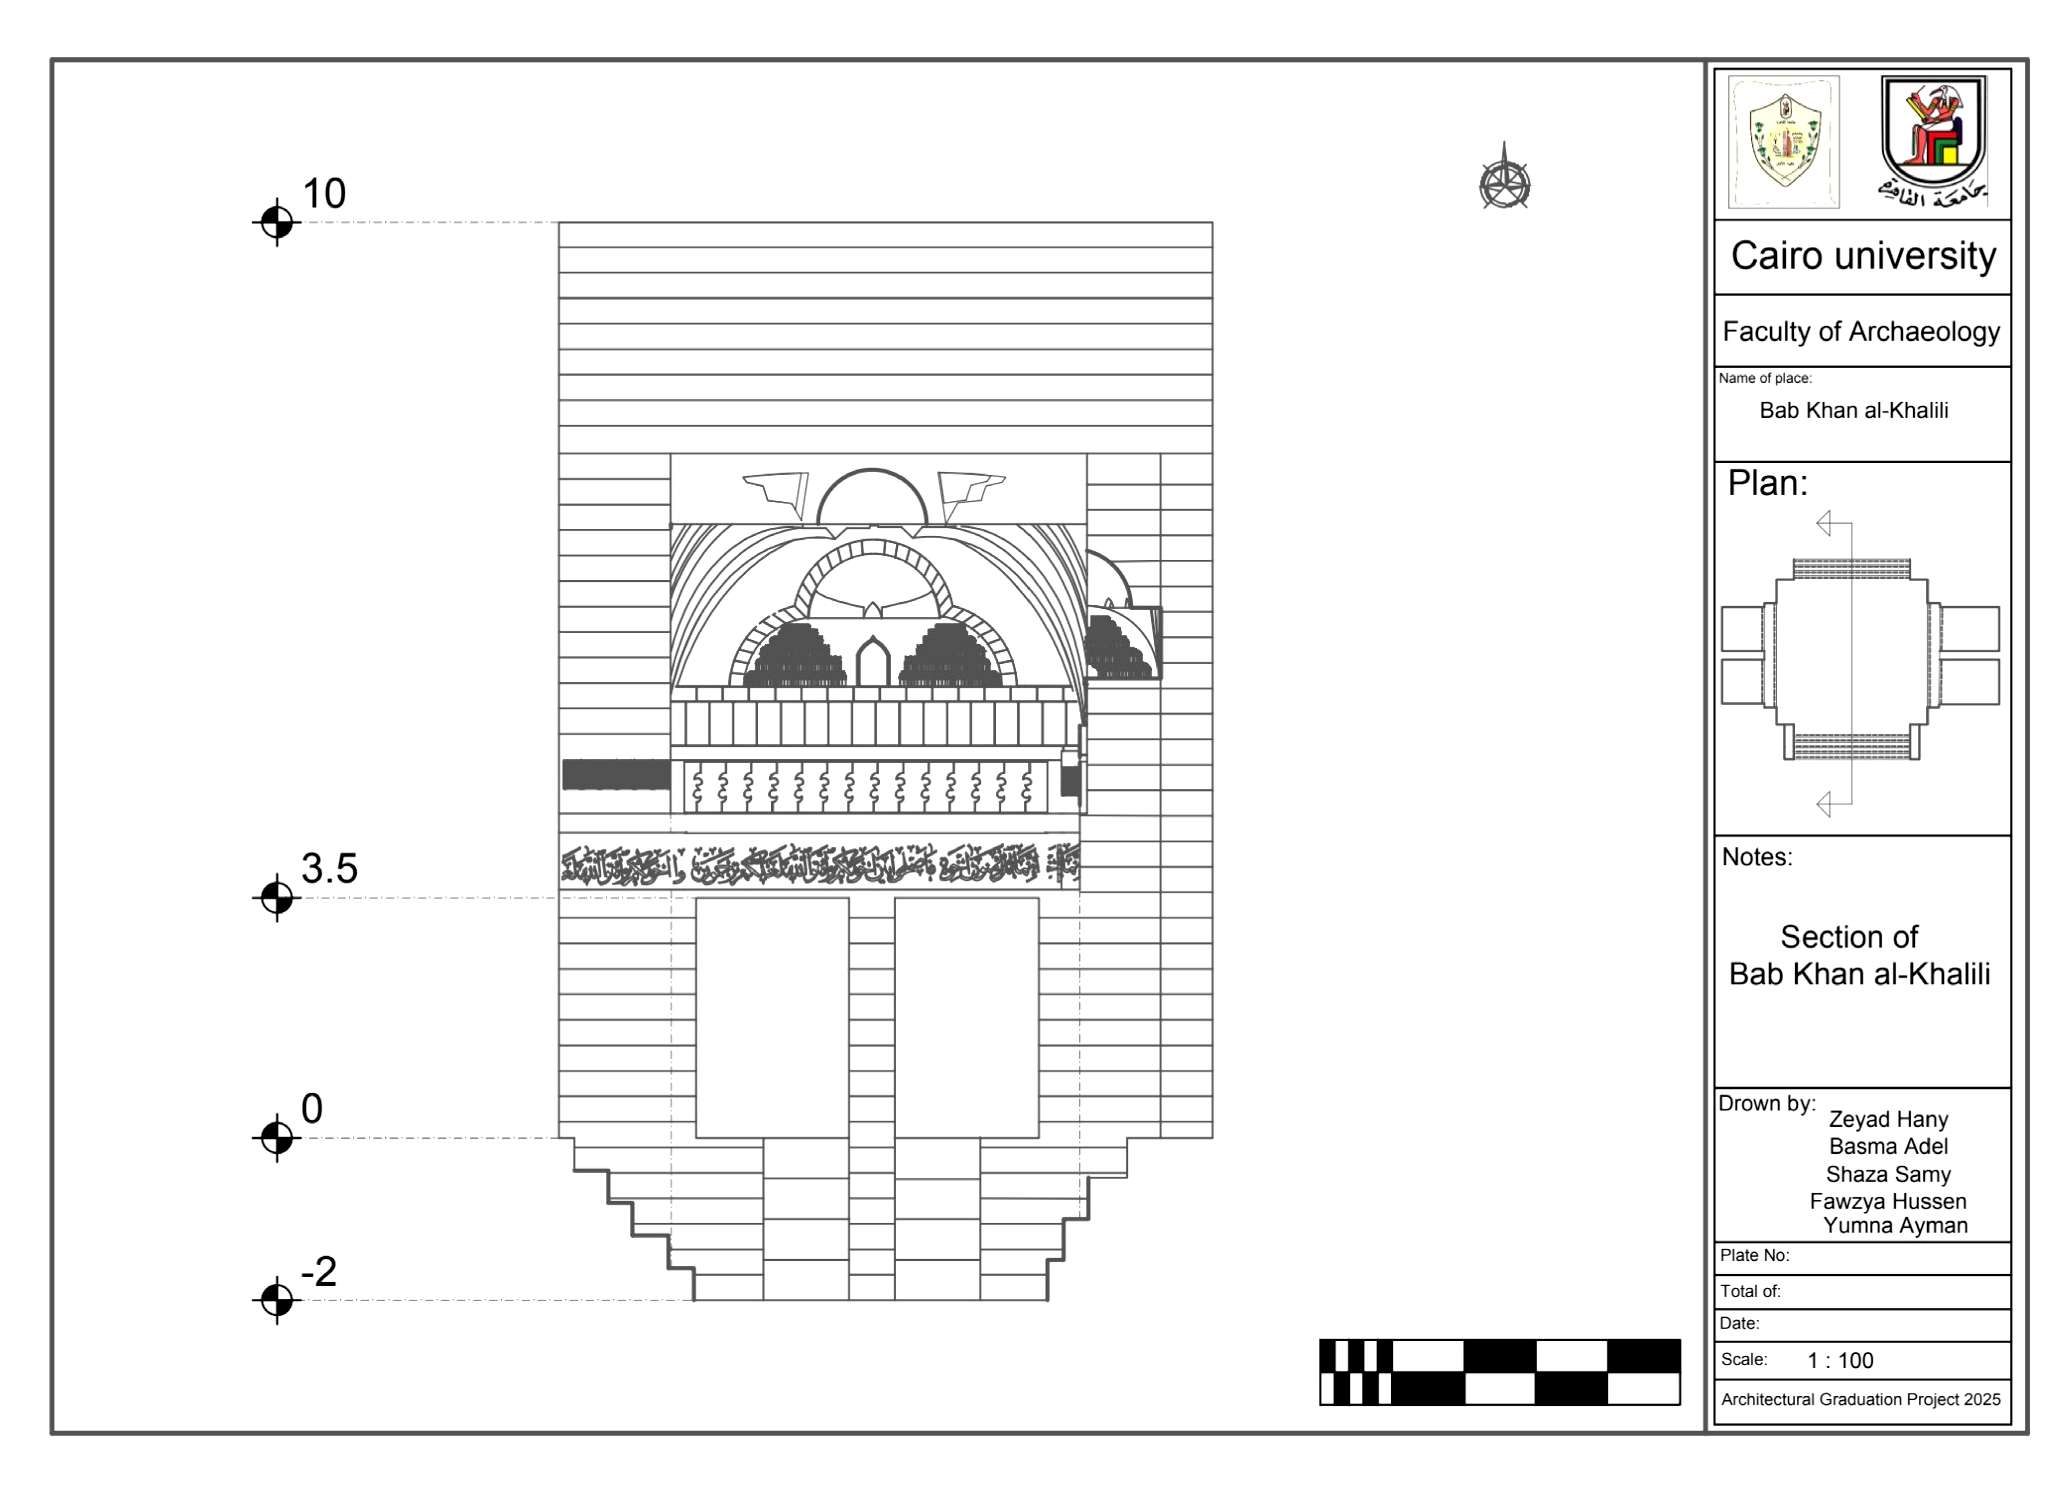 10
3.5
0
-2
جامعة القاهرة
Cairo university
Faculty of Archaeology
Name of place:
Bab Khan al-Khalili
Plan:
Notes:
Section of
Bab Khan al-Khalili
Drown by:
Zeyad Hany
Basma Adel
Shaza Samy
Fawzya Hussen
Yumna Ayman
Plate No:
Total of:
Date:
Scale: 1 : 100
Architectural Graduation Project 2025